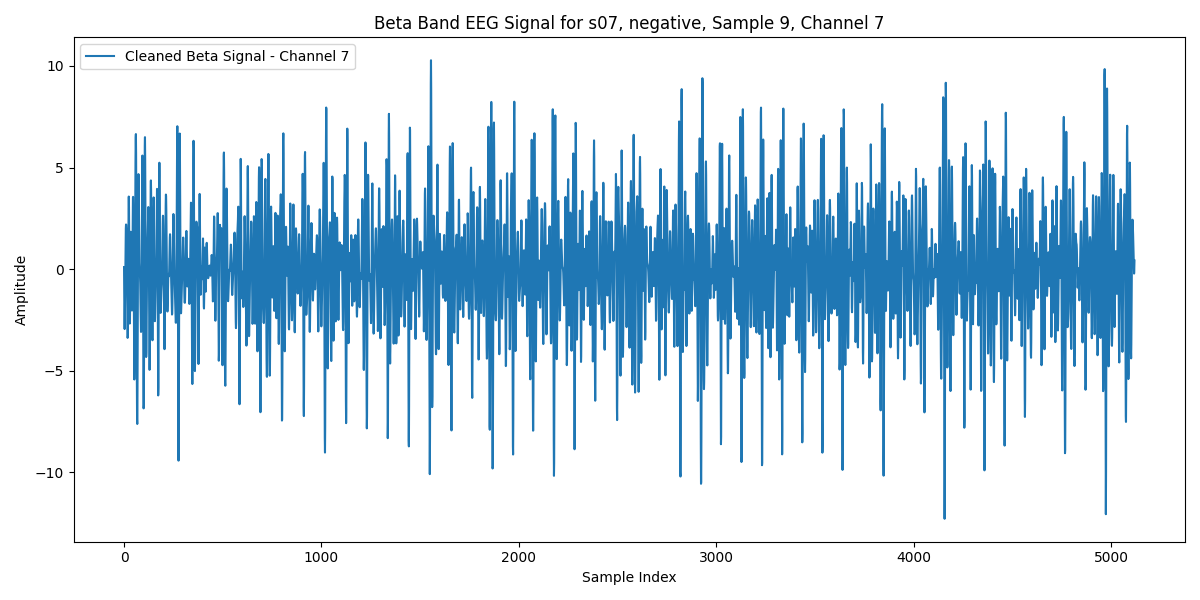 Beta Band EEG Signal for s07, negative, Sample 9, Channel 7
Cleaned Beta Signal - Channel 7
10
5
0
−5
−10
Amplitude
0 1000 2000 3000 4000 5000
Sample Index